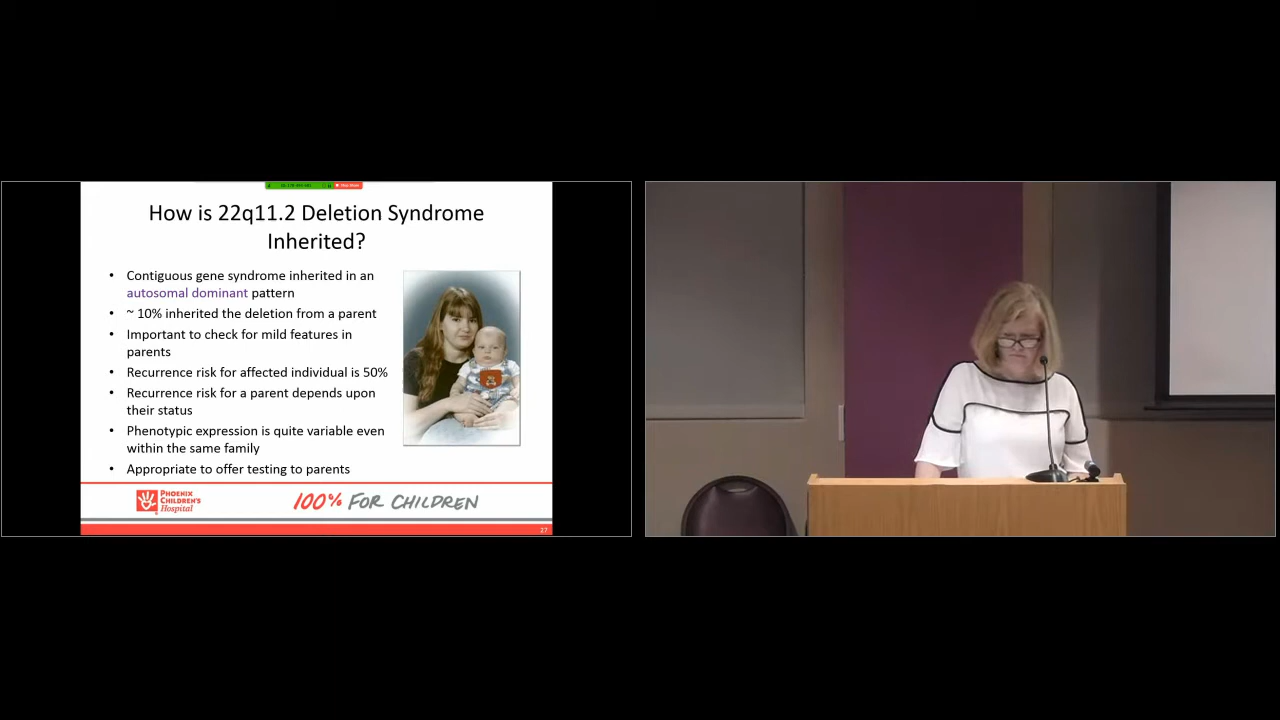 How is 22q11.2 Deletion Syndrome
Inherited?
• Contiguous gene syndrome inherited in an
autosomal dominant pattern
• ~ 10% inherited the deletion from a parent
• Important to check for mild features in
parents
• Recurrence risk for affected individual is 50%
• Recurrence risk for a parent depends upon
their status
• Phenotypic expression is quite variable even
within the same family
• Appropriate to offer testing to parents
PHOENIX
CHILDREN'S
Hospital
100% FOR CHILDREN
27